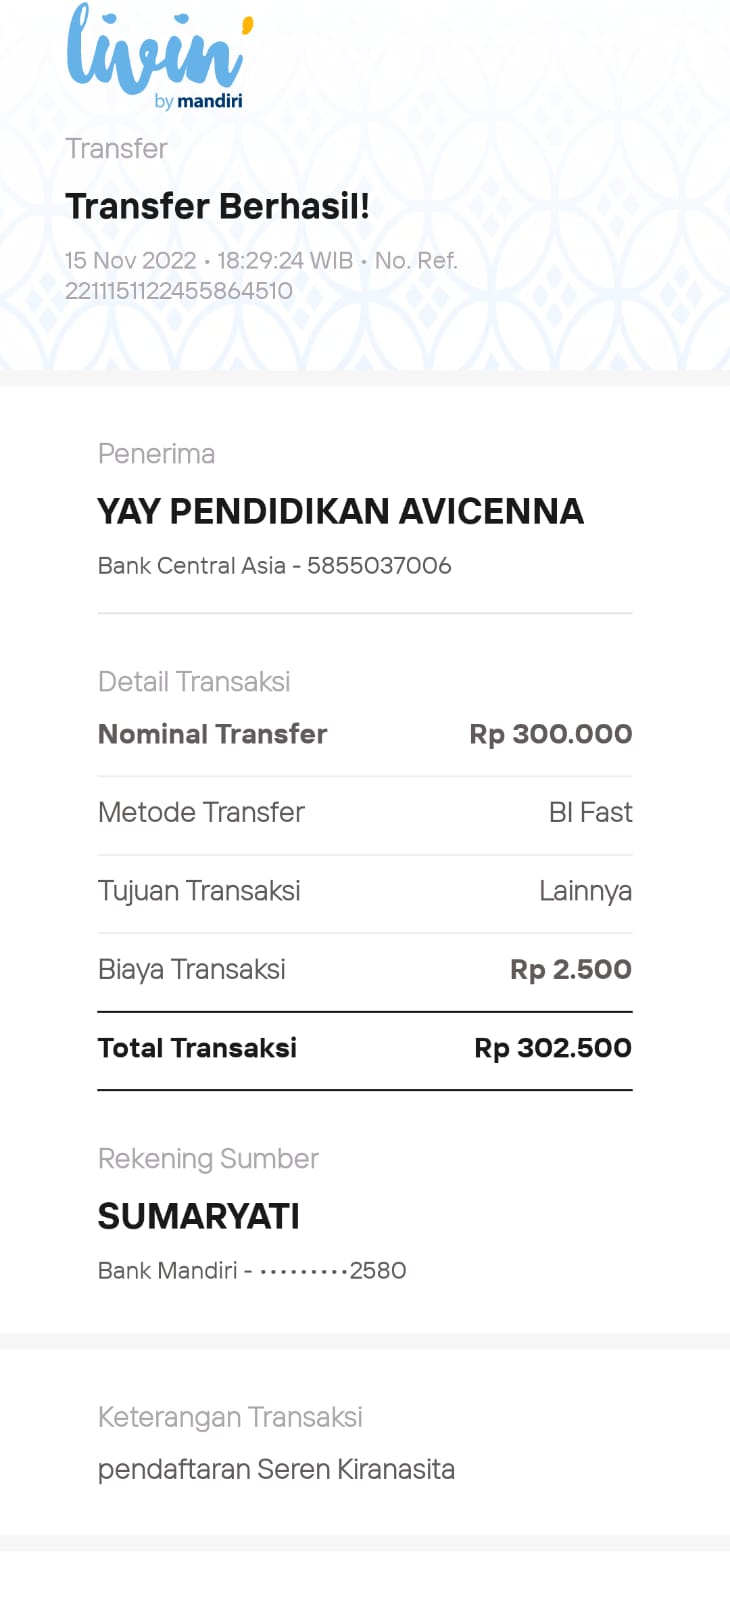 livin'
by mandiri
Transfer
Transfer Berhasil!
15 Nov 2022 • 18:29:24 WIB • No. Ref.
2211151122455864510
Penerima
YAY PENDIDIKAN AVICENNA
Bank Central Asia - 5855037006
Detail Transaksi
Nominal Transfer Rp 300.000
Metode Transfer BI Fast
Tujuan Transaksi Lainnya
Biaya Transaksi Rp 2.500
Total Transaksi Rp 302.500
Rekening Sumber
SUMARYATI
Bank Mandiri - •••••••••2580
Keterangan Transaksi
pendaftaran Seren Kiranasita